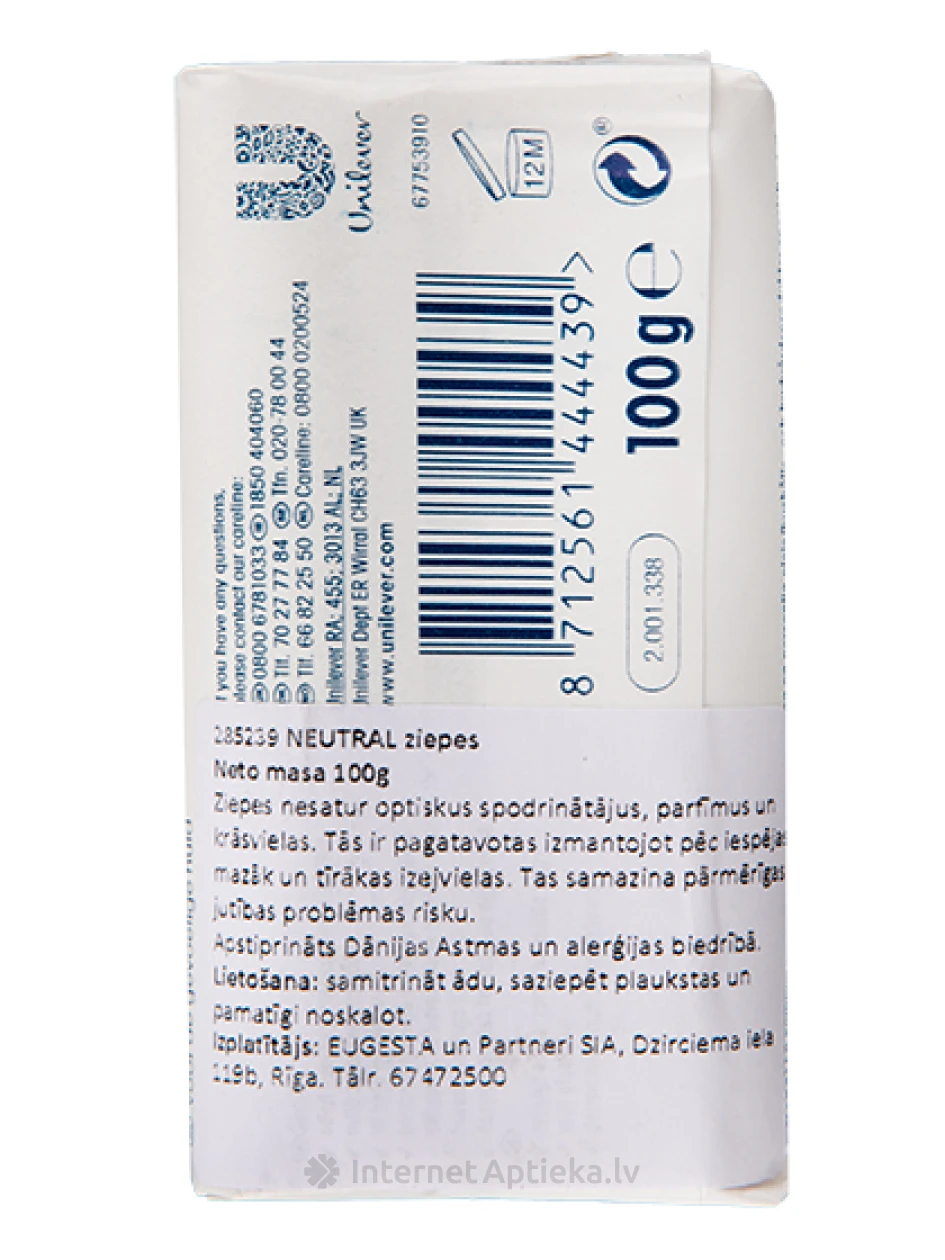 Unilever
67753910
12M
100g e
If you have any questions,
please contact our careline:
0800 6781033 1850 404060
Tlf. 70 27 77 84 Tfn. 020-78 00 44
Tlf. 66 82 25 50 Careline: 0800 0200524
Unilever RA: 455; 3013 AL: NL
Unilever Dept ER Wirral CH63 3JW UK
www.unilever.com
8 712561 444439 >
2.001.338
285239 NEUTRAL ziepes
Neto masa 100g
Ziepes nesatur optiskus spodrinātājus, parfīmus un
krāsvielas. Tās ir pagatavotas izmantojot pēc iespējas
mazāk un tīrākas izejvielas. Tas samazina pārmērīgas
jutības problēmas risku.
Apstiprināts Dānijas Astmas un alerģijas biedrībā.
Lietošana: samitrināt ādu, saziepēt plaukstas un
pamatīgi noskalot.
Izplatītājs: EUGESTA un Partneri SIA, Dzirciema iela
119b, Rīga. Tālr. 67472500
InternetAptieka.lv